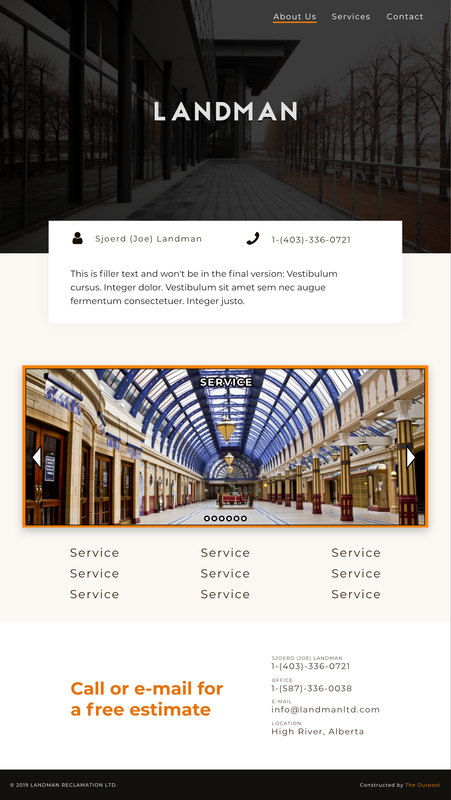 About Us Services Contact
LANDMAN
Sjoerd (Joe) Landman 1-(403)-336-0721
This is filler text and won't be in the final version: Vestibulum
cursus. Integer dolor. Vestibulum sit amet sem nec augue
fermentum consectetuer. Integer justo.
SERVICE
Service Service Service
Service Service Service
Service Service Service
Call or e-mail for
a free estimate
SJOERD (JOE) LANDMAN
1-(403)-336-0721
OFFICE
1-(587)-336-0038
E-MAIL
info@landmanltd.com
LOCATION
High River, Alberta
© 2019 LANDMAN RECLAMATION LTD. Constructed by The Outpost